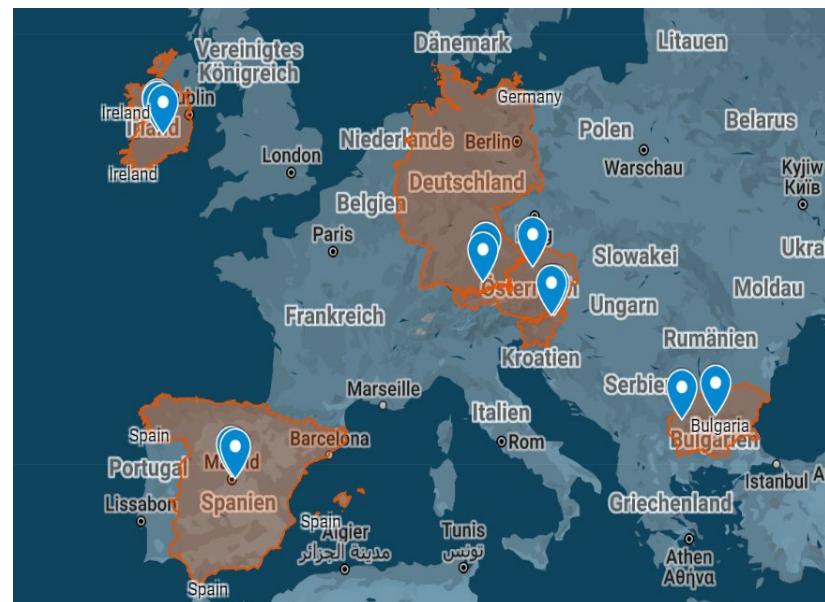 Dänemark
Litauen
Vereinigtes
Königreich
Germany
Ireland
Irland
Niederlande
Berlin
Polen
Belarus
London
Warschau
Kyjiw
Київ
Ireland
Deutschland
Belgien
Paris
Slowakei
Ukra
Österreich
Ungarn
Moldau
Frankreich
Rumänien
Kroatien
Marseille
Serbie
Italien
Bulgaria
Bulgarien
Spain
Barcelona
Rom
Portugal
Madrid
Istanbul
Lissabon
Spanien
Griechenland
Spain
Algier
مدينة الجزائر
Tunis
تونس
Athen
Αθήνα
Spain